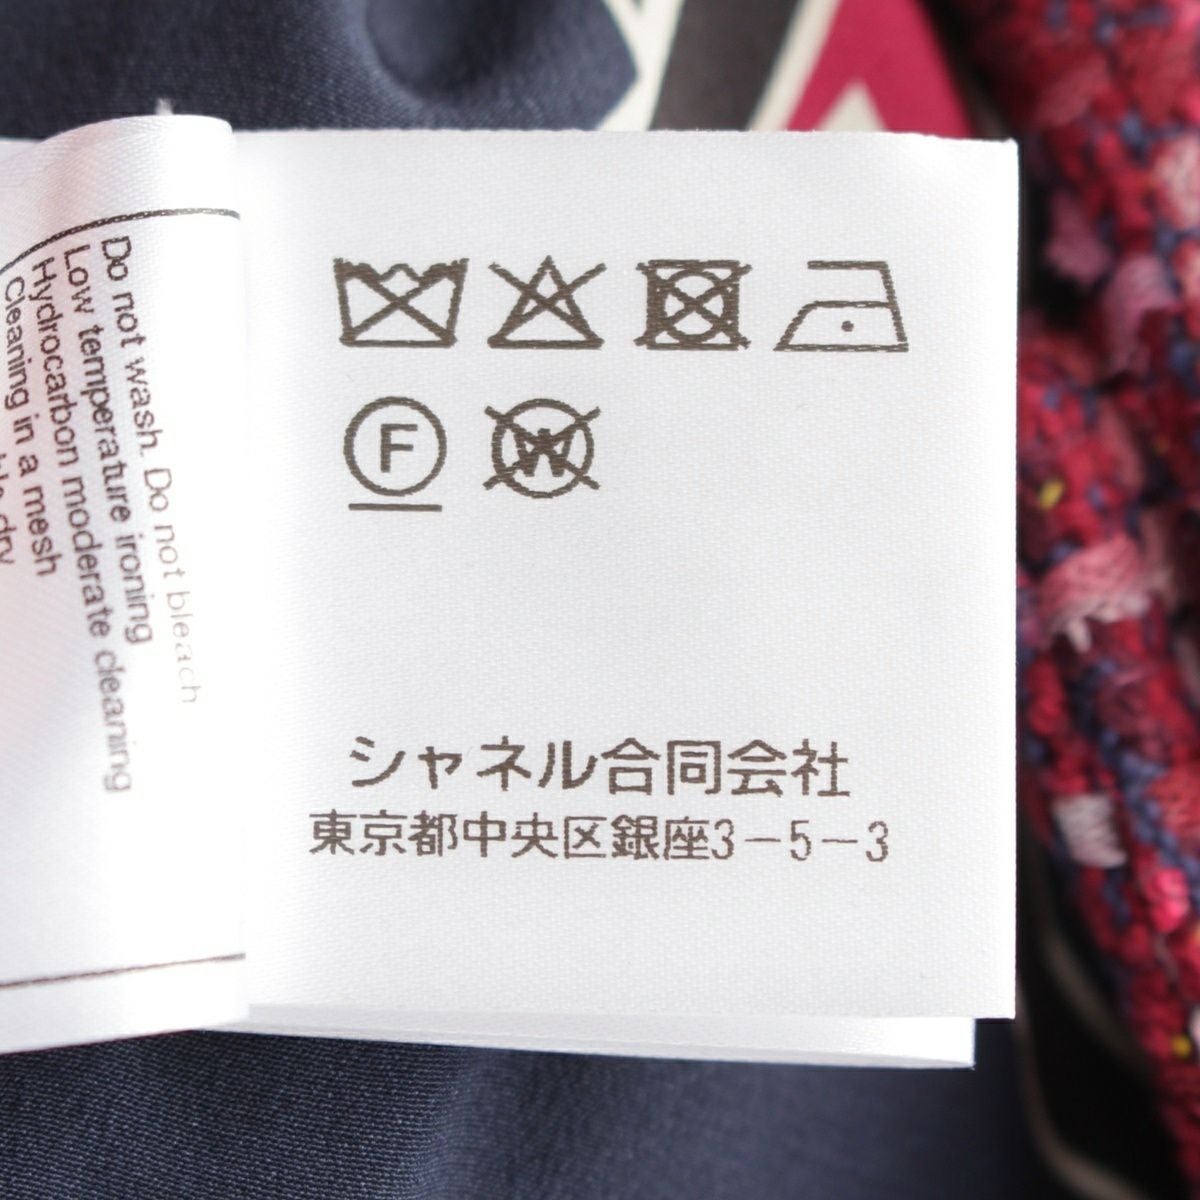 Do not wash. Do not bleach
Low temperature ironing
Hydrocarbon moderate cleaning
Cleaning in a mesh
dry
F
W
シャネル合同会社
東京都中央区銀座3－5－3